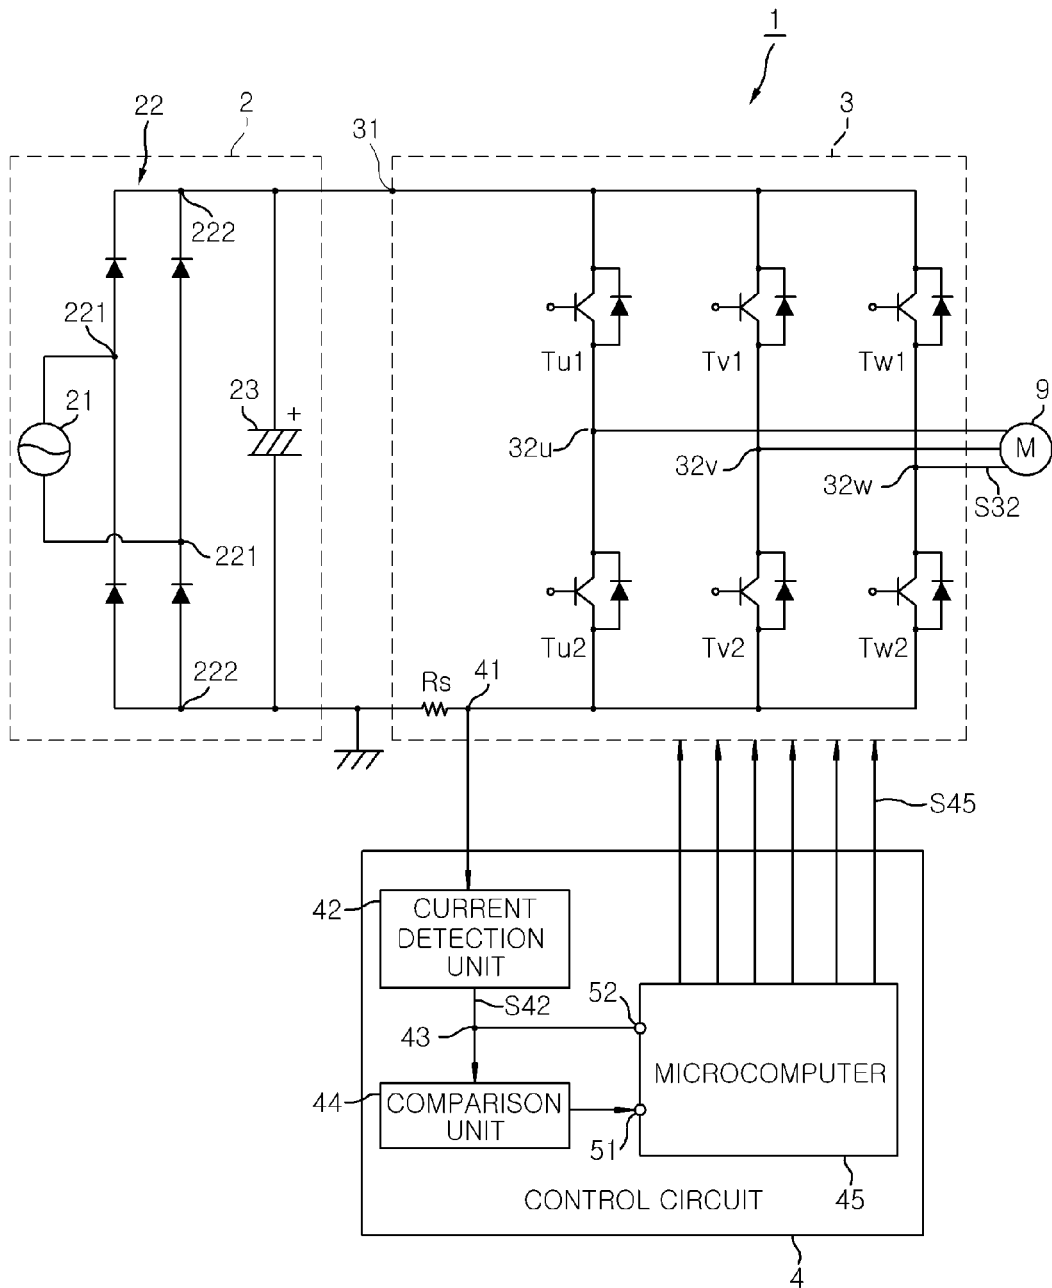 1
22
2
31
3
222
221
21
23
+
Tu1
Tv1
Tw1
9
M
32u
32v
32w
S32
221
Tu2
Tv2
Tw2
222
Rs
41
S45
42
CURRENT
DETECTION
UNIT
S42
52
43
MICROCOMPUTER
44
COMPARISON
UNIT
51
45
CONTROL CIRCUIT
4